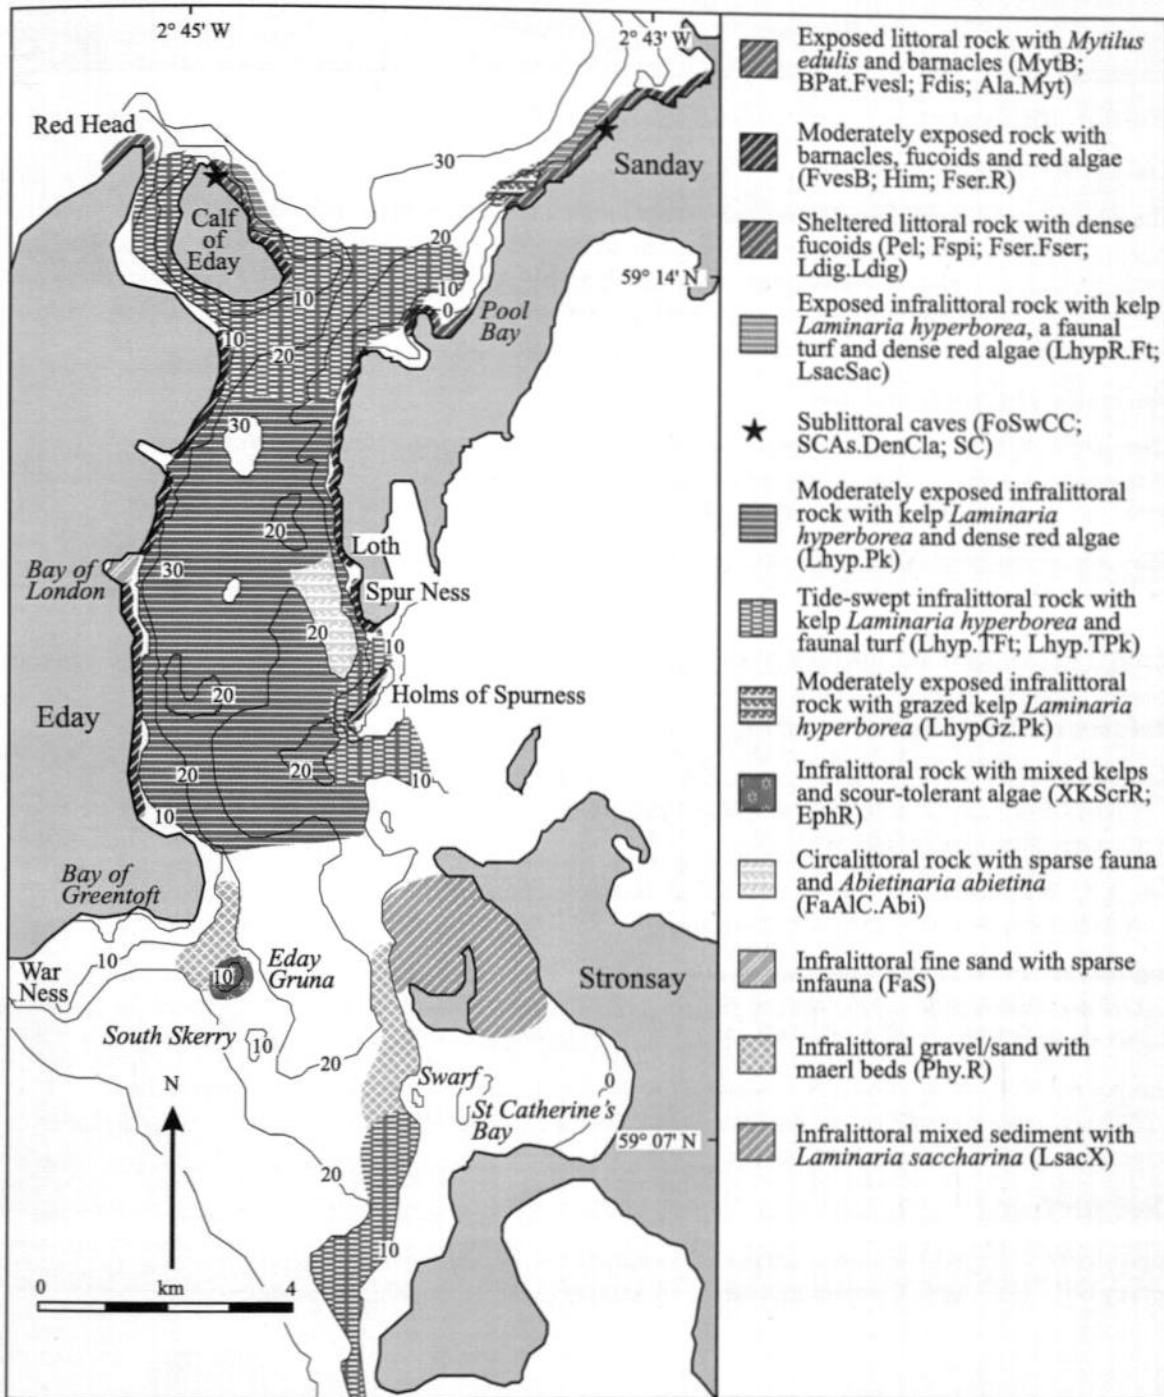 2° 45' W
2° 43' W
Red Head
30
Sanday
Calf
of
Eday
20
59° 14' N
10
10
0
Pool
Bay
10
20
30
20
Loth
Bay of
London
30
Spur Ness
20
10
20
Holms of Spurness
Eday
20
20
10
10
Bay of
Greentoft
10
War
Ness
10
Eday
Gruna
Stronsay
South Skerry
10
20
Swarf
0
St Catherine's
Bay
N
59° 07' N
20
10
0
4
km
Exposed littoral rock with Mytilus
edulis and barnacles (MytB;
BPat.Fvesl; Fdis; Ala.Myt)
Moderately exposed rock with
barnacles, fucoids and red algae
(FvesB; Him; Fser.R)
Sheltered littoral rock with dense
fucoids (Pel; Fspi; Fser.Fser;
Ldig.Ldig)
Exposed infralittoral rock with kelp
Laminaria hyperborea, a faunal
turf and dense red algae (LhypR.Ft;
LsacSac)
Sublittoral caves (FoSwCC;
SCAs.DenCla; SC)
Moderately exposed infralittoral
rock with kelp Laminaria
hyperborea and dense red algae
(Lhyp.Pk)
Tide-swept infralittoral rock with
kelp Laminaria hyperborea and
faunal turf (Lhyp.TFt; Lhyp.TPk)
Moderately exposed infralittoral
rock with grazed kelp Laminaria
hyperborea (LhypGz.Pk)
Infralittoral rock with mixed kelps
and scour-tolerant algae (XKScrR;
EphR)
Circalittoral rock with sparse fauna
and Abietinaria abietina
(FaAlC.Abi)
Infralittoral fine sand with sparse
infauna (FaS)
Infralittoral gravel/sand with
maerl beds (Phy.R)
Infralittoral mixed sediment with
Laminaria saccharina (LsacX)